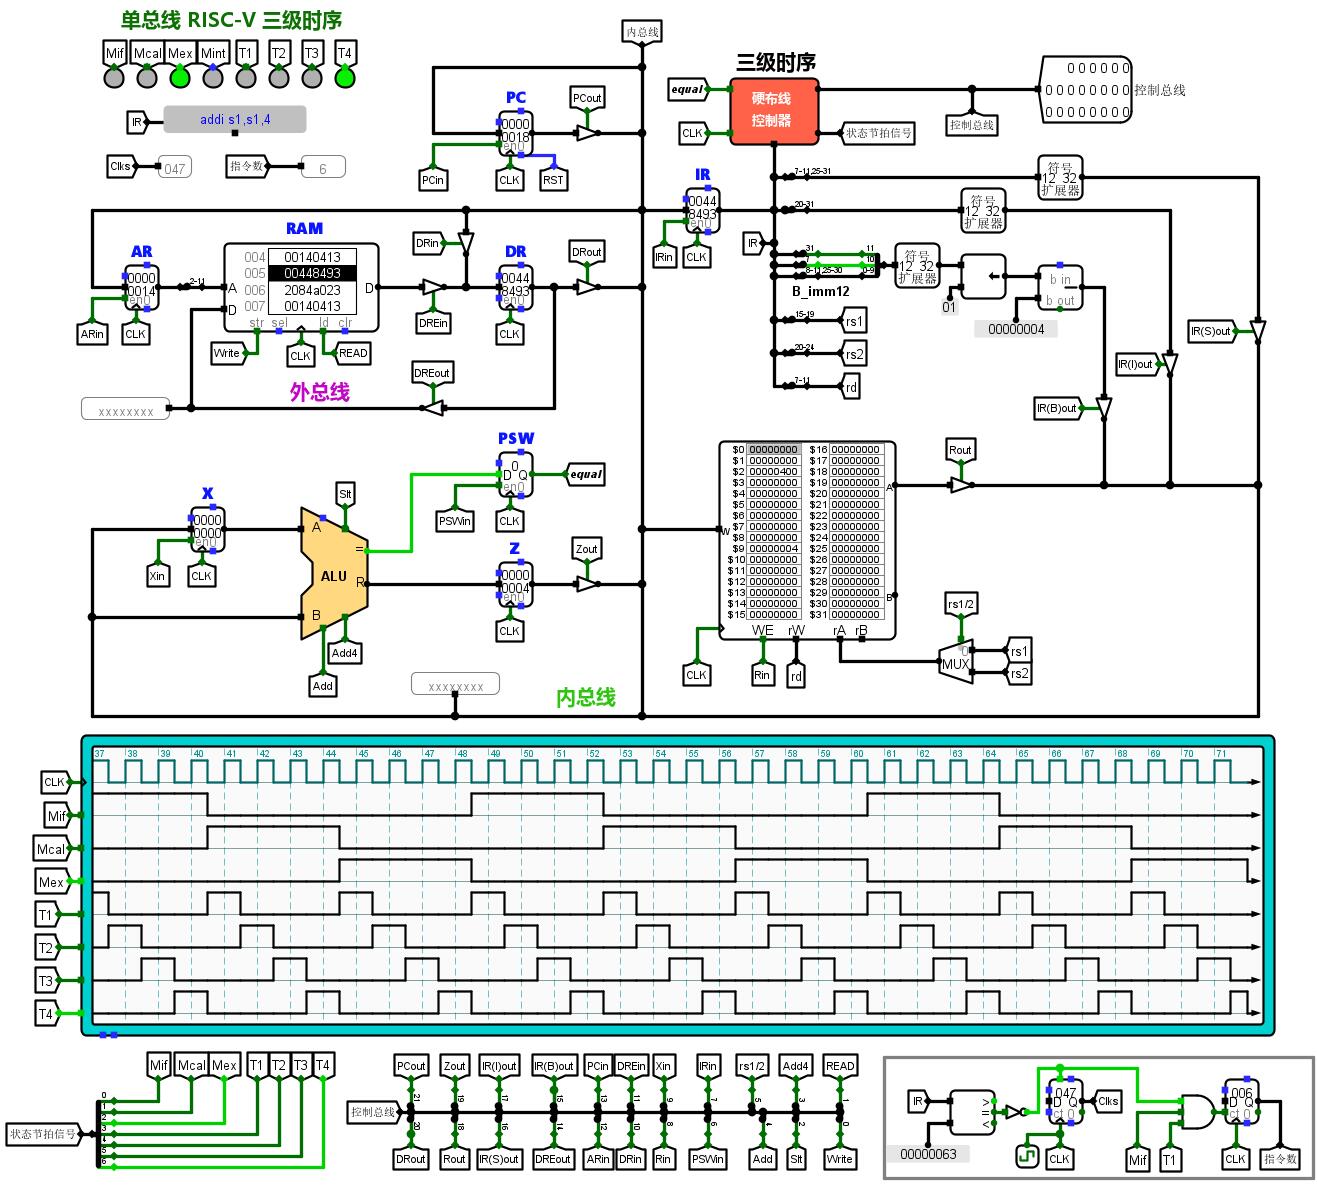 单总线 RISC-V 三级时序
Mif Mcal Mex Mint T1 T2 T3 T4
IR addi s1,s1,4
Clks 047 指令数 6
内总线
PC
0000
0018
en0
PCin CLK RST
PCout
三级时序
equal
CLK
硬布线
控制器
控制总线
状态节拍信号
000000
000000
000000
控制总线
AR
0000
0014
en0
ARin CLK
2-11
RAM
004 00140413
005 00448493
006 2084a023
007 00140413
A
D
D
str sel ld clr
Write CLK READ
外总线
xxxxxxxx
DRin
DREin
DREout
DR
0044
8493
en0
CLK
DRout
IR
0044
8493
en0
IRin CLK
IR
7-11,25-31
20-31
31
7
8-11,25-30
11
10
0-9
B_imm12
15-19 rs1
20-24 rs2
7-11 rd
符号
12 32
扩展器
符号
12 32
扩展器
符号
12 32
扩展器
01
b in
b out
00000004
IR(S)out
IR(I)out
IR(B)out
PSW
0
D Q
en0
PSWin CLK
equal
X
0000
0000
en0
Xin CLK
Slt
A
=
ALU
R
B
Add4
Add
Z
0000
0004
en0
CLK
Zout
xxxxxxxx
内总线
$0 00000000 $16 00000000
$1 00000000 $17 00000000
$2 00000400 $18 00000000
$3 00000000 $19 00000000
$4 00000000 $20 00000000
$5 00000000 $21 00000000
$6 00000000 $22 00000000
$7 00000000 $23 00000000
$8 00000000 $24 00000000
$9 00000004 $25 00000000
$10 00000000 $26 00000000
$11 00000000 $27 00000000
$12 00000000 $28 00000000
$13 00000000 $29 00000000
$14 00000000 $30 00000000
$15 00000000 $31 00000000
W
A
B
WE rW rA rB
CLK Rin rd
Rout
rs1/2
0
MUX
rs1
rs2
37 38 39 40 41 42 43 44 45 46 47 48 49 50 51 52 53 54 55 56 57 58 59 60 61 62 63 64 65 66 67 68 69 70 71
CLK
Mif
Mcal
Mex
T1
T2
T3
T4
Mif Mcal Mex T1 T2 T3 T4
状态节拍信号
0
1
2
3
4
5
6
PCout Zout IR(I)out IR(B)out PCin DREin Xin IRin rs1/2 Add4 READ
21 19 17 15 13 11 9 7 5 3 1
控制总线
20 18 16 14 12 10 8 6 4 2 0
DRout Rout IR(S)out DREout ARin DRin Rin PSWin Add Slt Write
IR
00000063
>
=
<
047
D Q
ct 0
Clks
CLK
Mif T1
006
D Q
ct 0
CLK 指令数